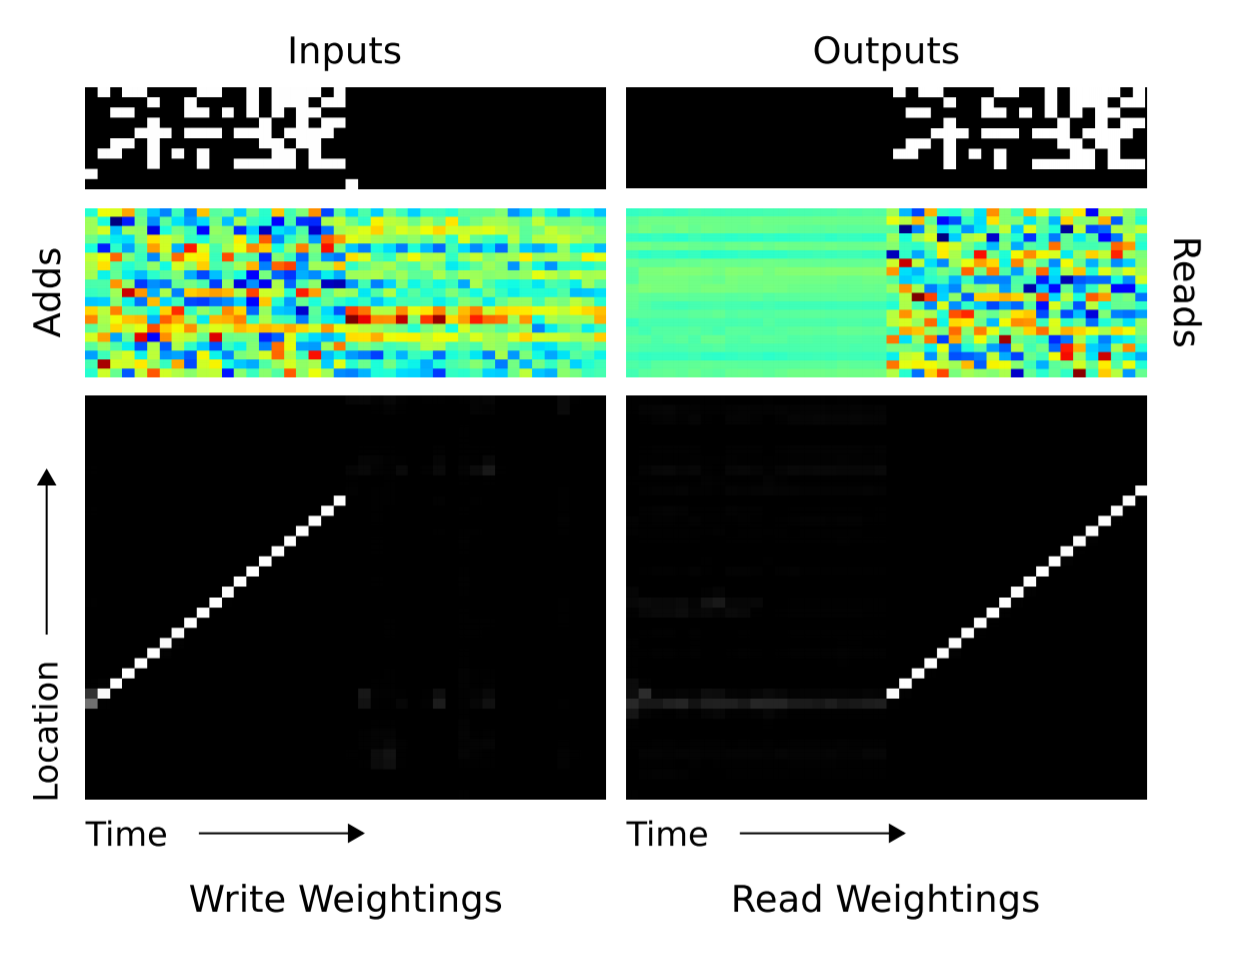 Inputs
Outputs
Adds
Reads
Location
Time
Time
Write Weightings
Read Weightings